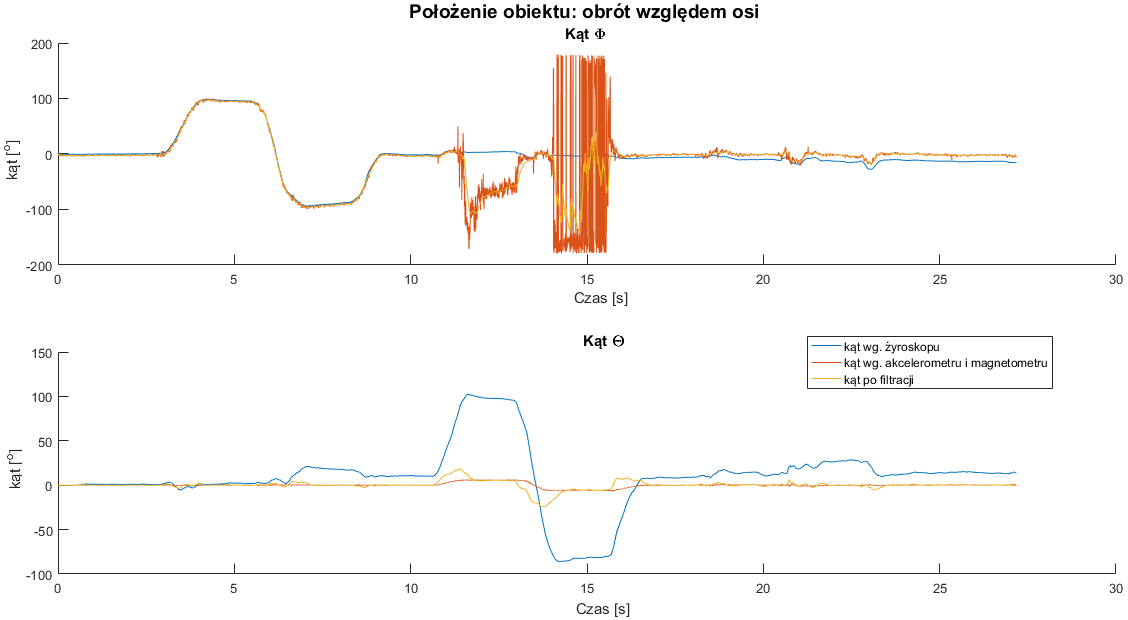 Położenie obiektu: obrót względem osi
Kąt Φ
200
100
0
-100
-200
kąt [°]
0 5 10 15 20 25 30
Czas [s]
Kąt Θ
150
100
50
0
-50
-100
kąt [°]
0 5 10 15 20 25 30
Czas [s]
kąt wg. żyroskopu
kąt wg. akcelerometru i magnetometru
kąt po filtracji